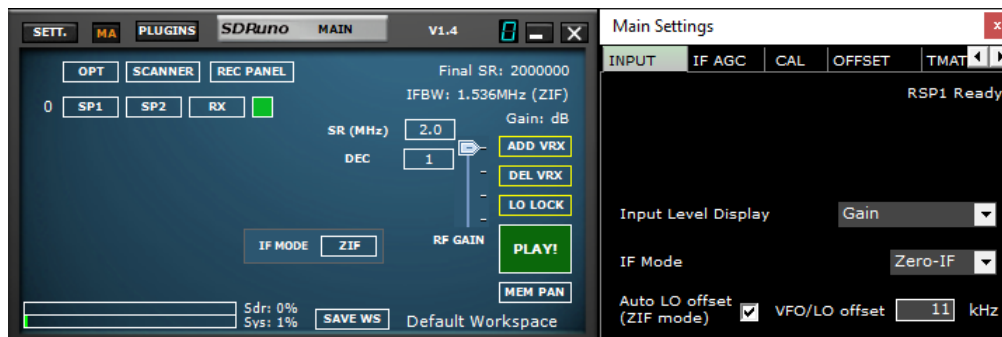 SETT. MA PLUGINS SDRuno MAIN V1.4
OPT SCANNER REC PANEL Final SR: 2000000
IFBW: 1.536MHz (ZIF)
0 SP1 SP2 RX Gain: dB
SR (MHz) 2.0
ADD VRX
DEC 1
DEL VRX
LO LOCK
IF MODE ZIF RF GAIN PLAY!
MEM PAN
Sdr: 0%
Sys: 1% SAVE WS Default Workspace
Main Settings x
INPUT IF AGC CAL OFFSET TMAT
RSP1 Ready
Input Level Display Gain
IF Mode Zero-IF
Auto LO offset
(ZIF mode) VFO/LO offset 11 kHz